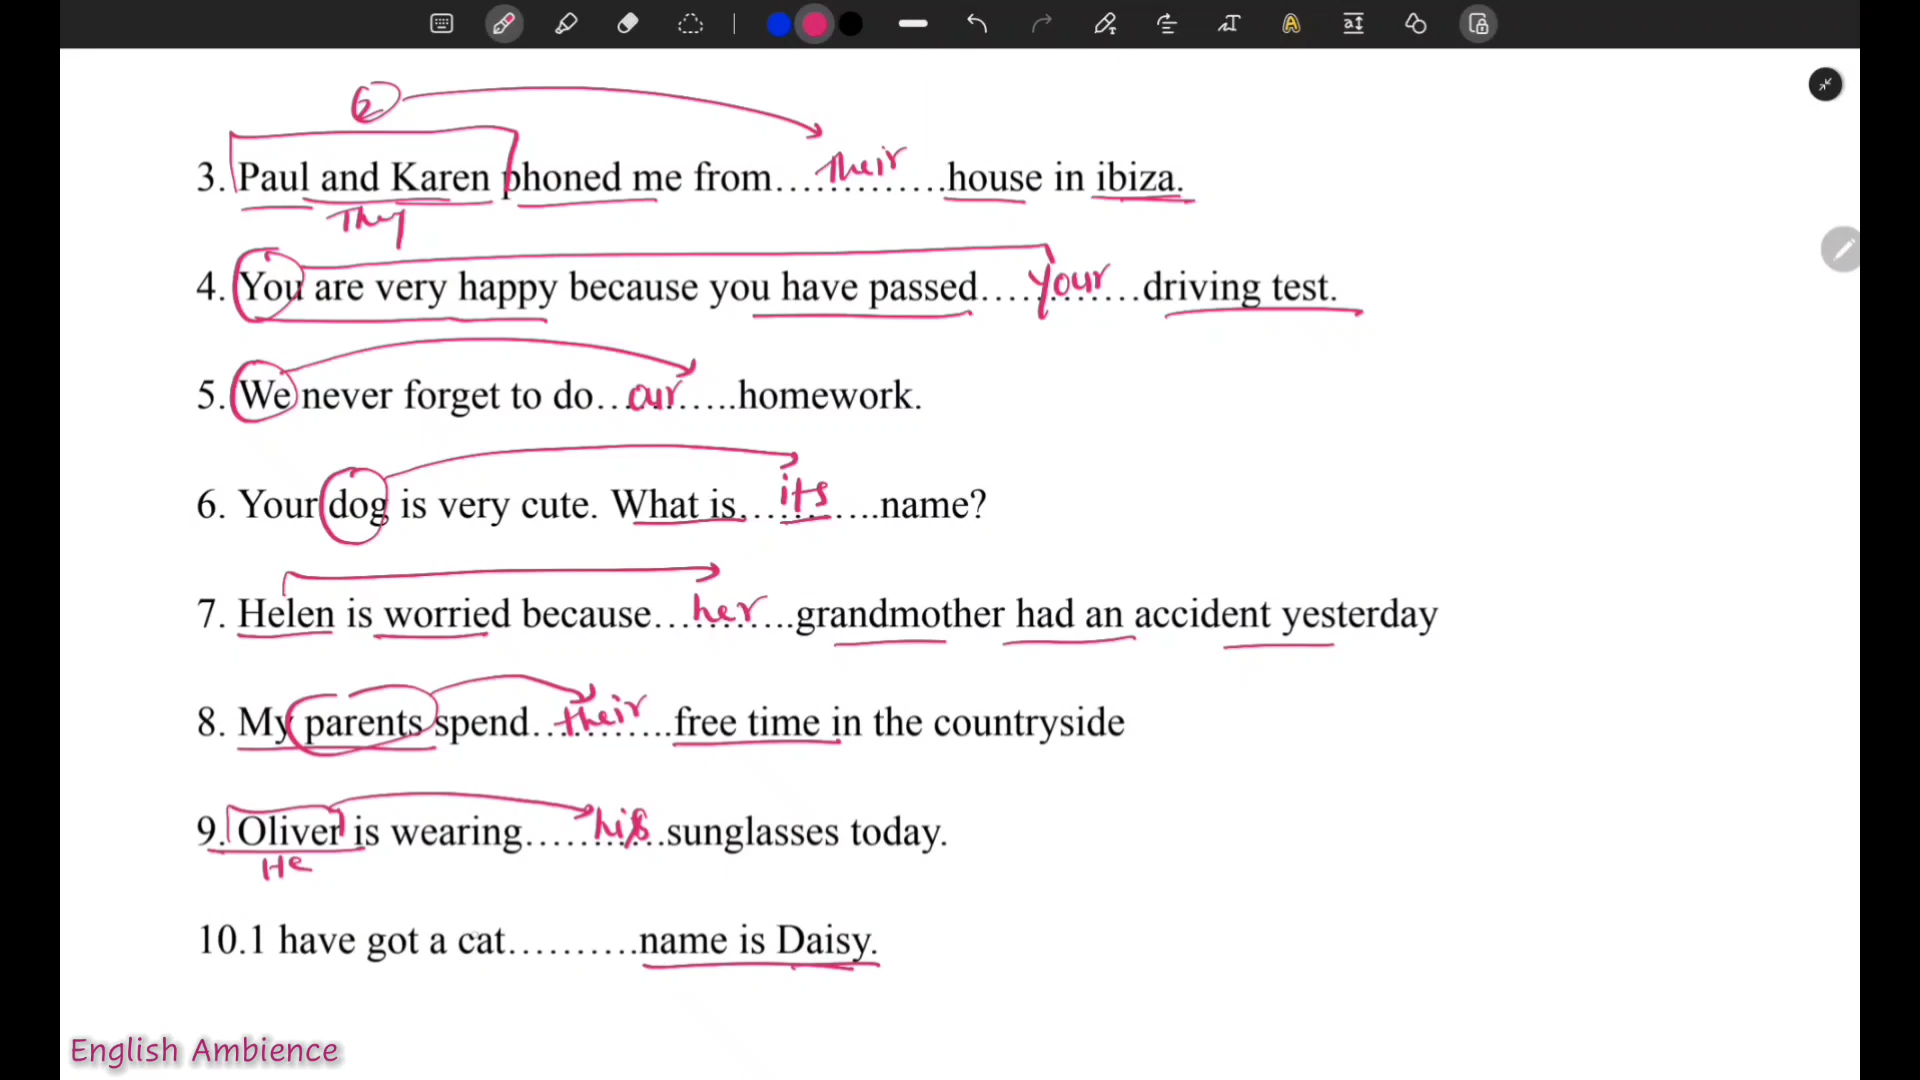 3. Paul and Karen phoned me from.... Their ....house in ibiza.
They
4. You are very happy because you have passed.... your ....driving test.
5. We never forget to do.... our ....homework.
6. Your dog is very cute. What is.... its ....name?
7. Helen is worried because.... her ....grandmother had an accident yesterday
8. My parents spend.... their ....free time in the countryside
9. Oliver is wearing.... his ....sunglasses today.
He
10.1 have got a cat..........name is Daisy.
English Ambience